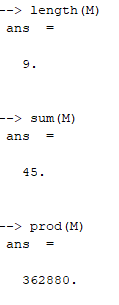 --> length(M)
ans  =
9.
--> sum(M)
ans  =
45.
--> prod(M)
ans  =
362880.